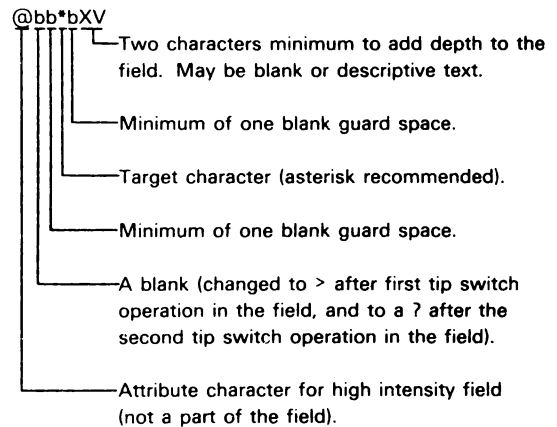 @bb*bXV
Two characters minimum to add depth to the
field. May be blank or descriptive text.
Minimum of one blank guard space.
Target character (asterisk recommended).
Minimum of one blank guard space.
A blank (changed to > after first tip switch
operation in the field, and to a ? after the
second tip switch operation in the field).
Attribute character for high intensity field
(not a part of the field).